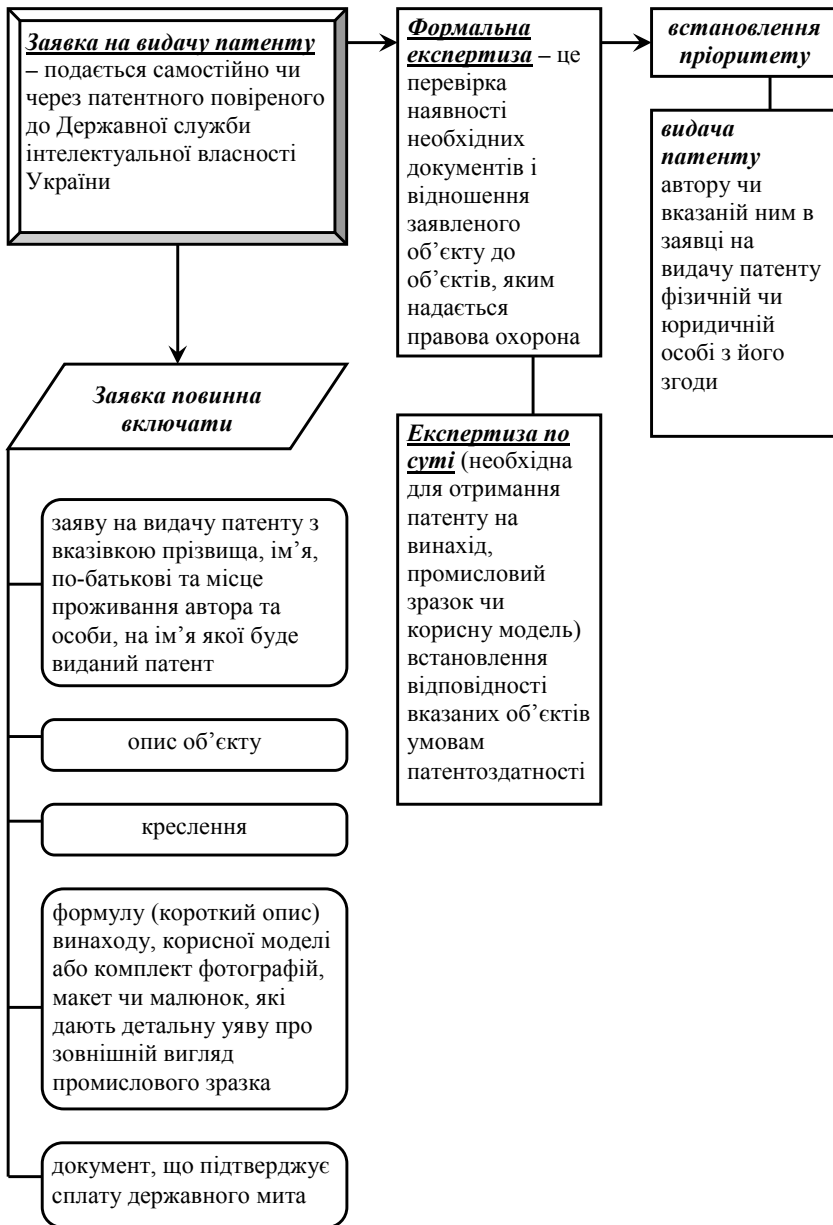 Заявка на видачу патенту
– подається самостійно чи
через патентного повіреного
до Державної служби
інтелектуальної власності
України
Формальна
експертиза – це
перевірка
наявності
необхідних
документів і
відношення
заявленого
об’єкту до
об’єктів, яким
надається
правова охорона
встановлення
пріоритету
видача
патенту
автору чи
вказаній ним в
заявці на
видачу патенту
фізичній чи
юридичній
особі з його
згоди
Експертиза по
суті (необхідна
для отримання
патенту на
винахід,
промисловий
зразок чи
корисну модель)
встановлення
відповідності
вказаних об’єктів
умовам
патентоздатності
Заявка повинна
включати
заяву на видачу патенту з
вказівкою прізвища, ім’я,
по-батькові та місце
проживання автора та
особи, на ім’я якої буде
виданий патент
опис об’єкту
креслення
формулу (короткий опис)
винаходу, корисної моделі
або комплект фотографій,
макет чи малюнок, які
дають детальну уяву про
зовнішній вигляд
промислового зразка
документ, що підтверджує
сплату державного мита